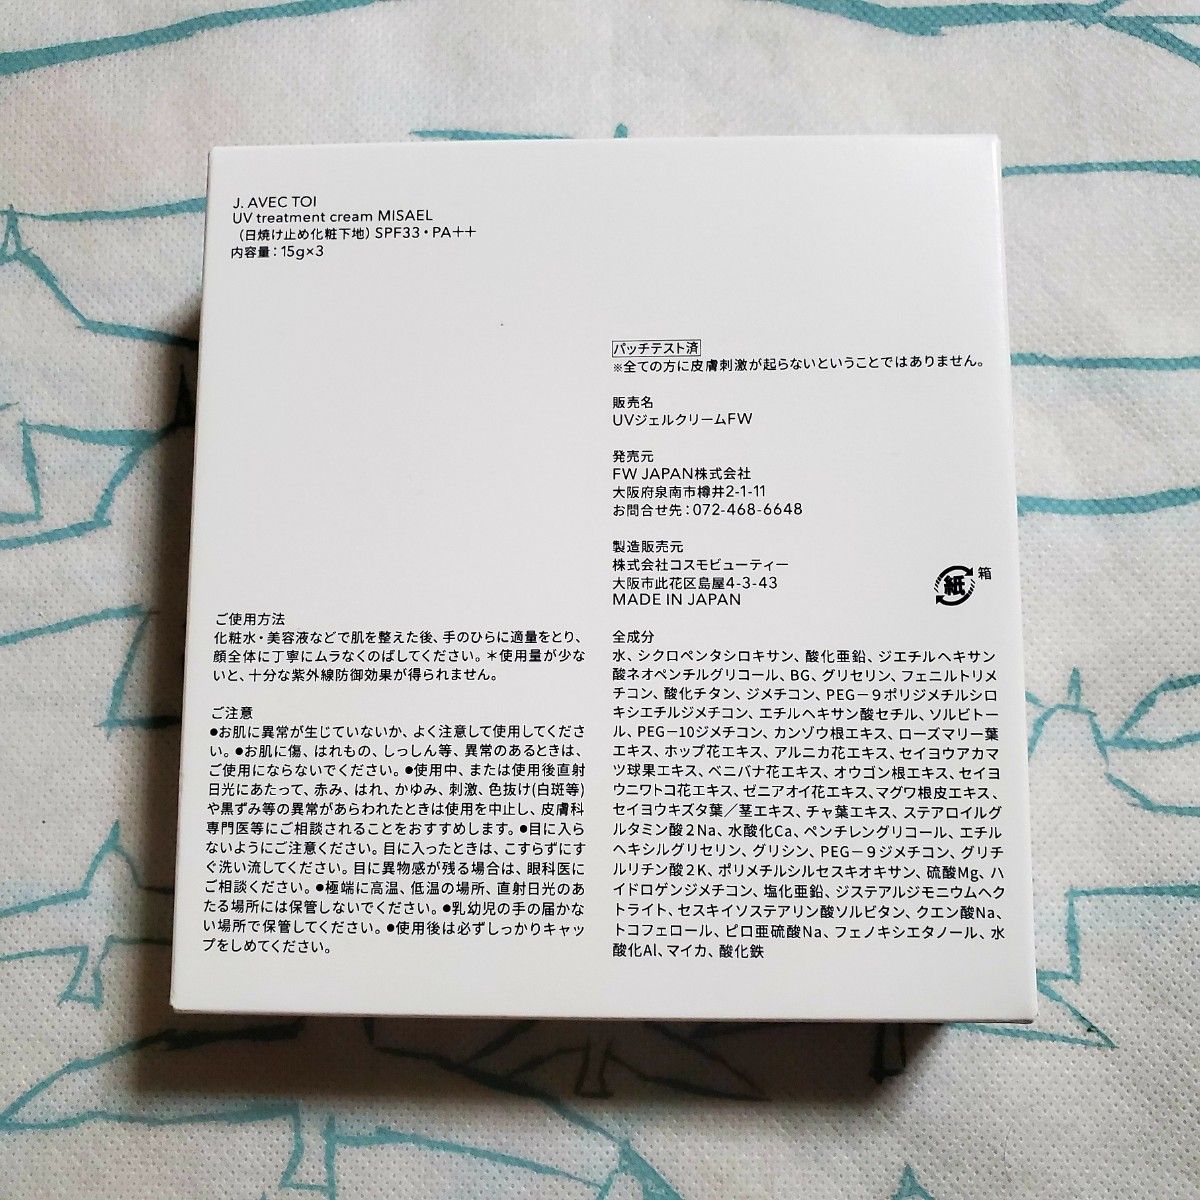 J. AVEC TOI
UV treatment cream MISAEL
（日焼け止め化粧下地）SPF33・PA++
内容量：15g×3
パッチテスト済
※全ての方に皮膚刺激が起らないということではありません。
販売名
UVジェルクリームFW
発売元
FW JAPAN株式会社
大阪府泉南市樽井2-1-11
お問合せ先：072-468-6648
製造販売元
株式会社コスモビューティー
大阪市此花区島屋4-3-43
MADE IN JAPAN
紙
箱
ご使用方法
化粧水・美容液などで肌を整えた後、手のひらに適量をとり、
顔全体に丁寧にムラなくのばしてください。＊使用量が少な
いと、十分な紫外線防御効果が得られません。
ご注意
●お肌に異常が生じていないか、よく注意して使用してくださ
い。●お肌に傷、はれもの、しっしん等、異常のあるときは、
ご使用にならないでください。●使用中、または使用後直射
日光にあたって、赤み、はれ、かゆみ、刺激、色抜け(白斑等)
や黒ずみ等の異常があらわれたときは使用を中止し、皮膚科
専門医等にご相談されることをおすすめします。●目に入ら
ないようにご注意ください。目に入ったときは、こすらずにす
ぐ洗い流してください。目に異物感が残る場合は、眼科医に
ご相談ください。●極端に高温、低温の場所、直射日光のあ
たる場所には保管しないでください。●乳幼児の手の届かな
い場所で保管してください。●使用後は必ずしっかりキャッ
プをしめてください。
全成分
水、シクロペンタシロキサン、酸化亜鉛、ジエチルヘキサン
酸ネオペンチルグリコール、BG、グリセリン、フェニルトリメ
チコン、酸化チタン、ジメチコン、PEG－9ポリジメチルシロ
キシエチルジメチコン、エチルヘキサン酸セチル、ソルビトー
ル、PEG－10ジメチコン、カンゾウ根エキス、ローズマリー葉
エキス、ホップ花エキス、アルニカ花エキス、セイヨウアカマ
ツ球果エキス、ベニバナ花エキス、オウゴン根エキス、セイヨ
ウニワトコ花エキス、ゼニアオイ花エキス、マグワ根皮エキス、
セイヨウキズタ葉／茎エキス、チャ葉エキス、ステアロイルグ
ルタミン酸2Na、水酸化Ca、ペンチレングリコール、エチル
ヘキシルグリセリン、グリシン、PEG－9ジメチコン、グリチ
ルリチン酸2K、ポリメチルシルセスキオキサン、硫酸Mg、ハ
イドロゲンジメチコン、塩化亜鉛、ジステアルジモニウムヘク
トライト、セスキイソステアリン酸ソルビタン、クエン酸Na、
トコフェロール、ピロ亜硫酸Na、フェノキシエタノール、水
酸化Al、マイカ、酸化鉄